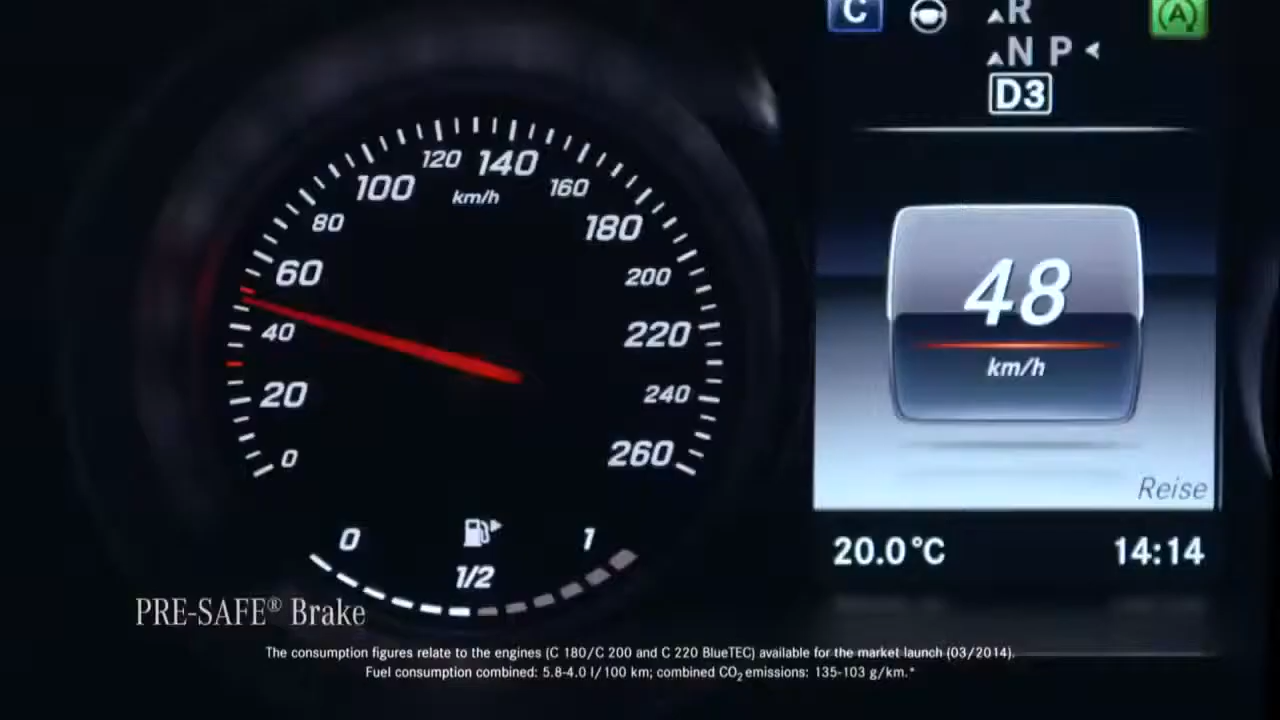 C
R
A
N P
D3
120 140
100 km/h 160
80 180
60 200
40 220
20 240
0 260
48
km/h
Reise
0 1
1/2
20.0°C 14:14
PRE-SAFE® Brake
The consumption figures relate to the engines (C 180/C 200 and C 220 BlueTEC) available for the market launch (03/2014).
Fuel consumption combined: 5.8-4.0 l/100 km; combined CO₂ emissions: 135-103 g/km.*